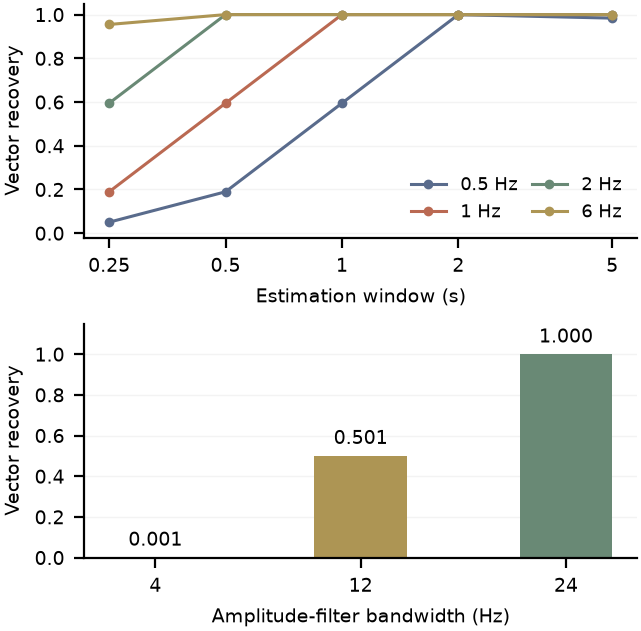 Vector recovery
1.0
0.8
0.6
0.4
0.2
0.0
0.5 Hz
2 Hz
1 Hz
6 Hz
0.25
0.5
1
2
5
Estimation window (s)
Vector recovery
1.0
0.8
0.6
0.4
0.2
0.0
0.001
0.501
1.000
4
12
24
Amplitude-filter bandwidth (Hz)